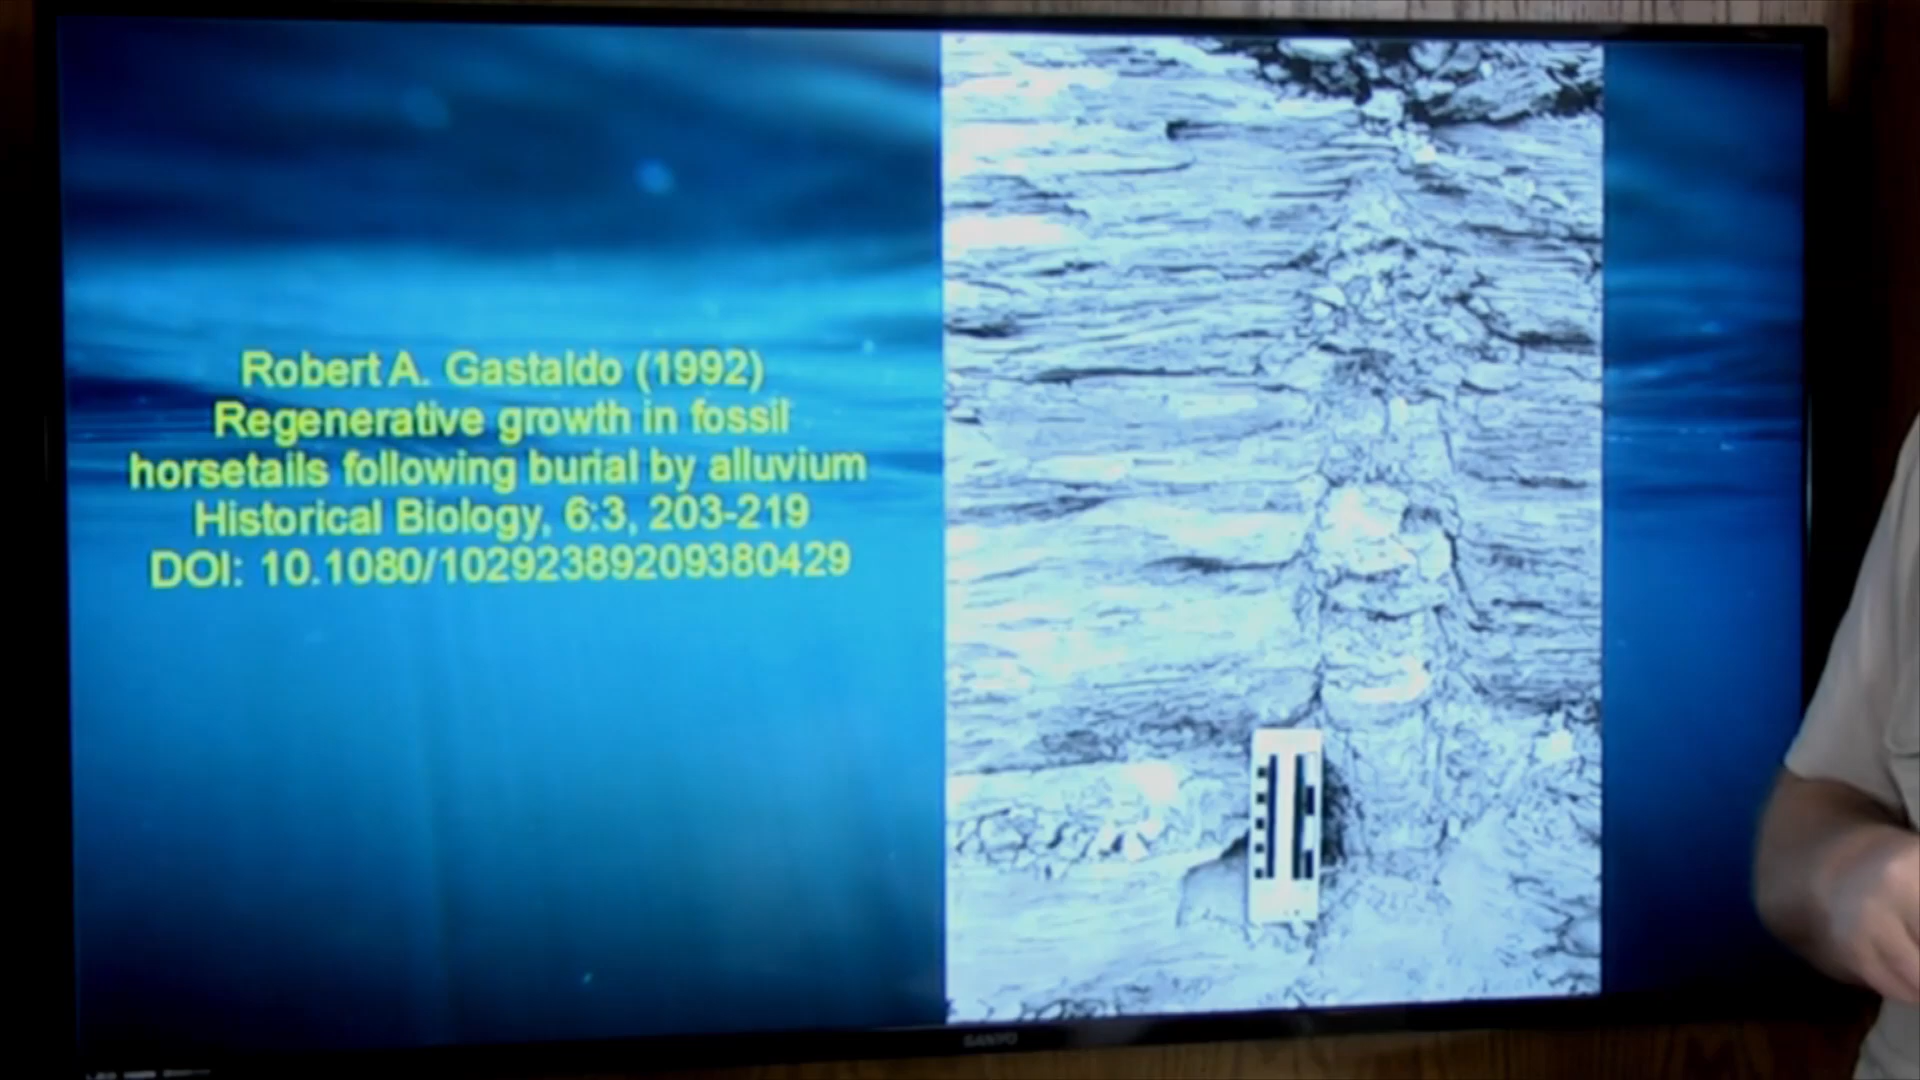 Robert A. Gastaldo (1992)
Regenerative growth in fossil
horsetails following burial by alluvium
Historical Biology, 6:3, 203-219
DOI: 10.1080/10292389209380429
SANYO